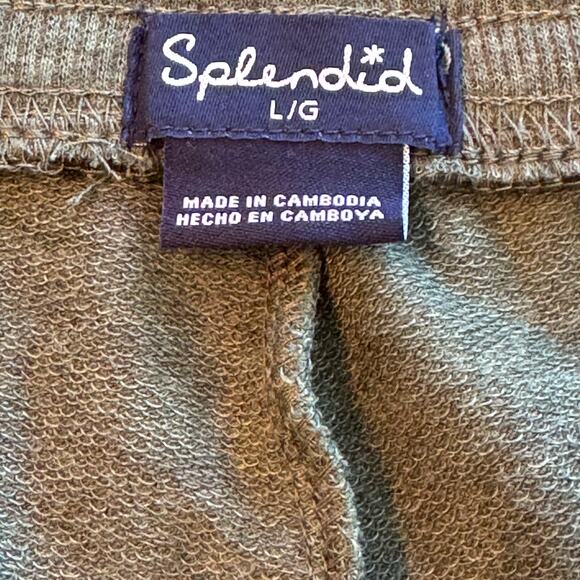 Splendid
L/G
MADE IN CAMBODIA
HECHO EN CAMBOYA